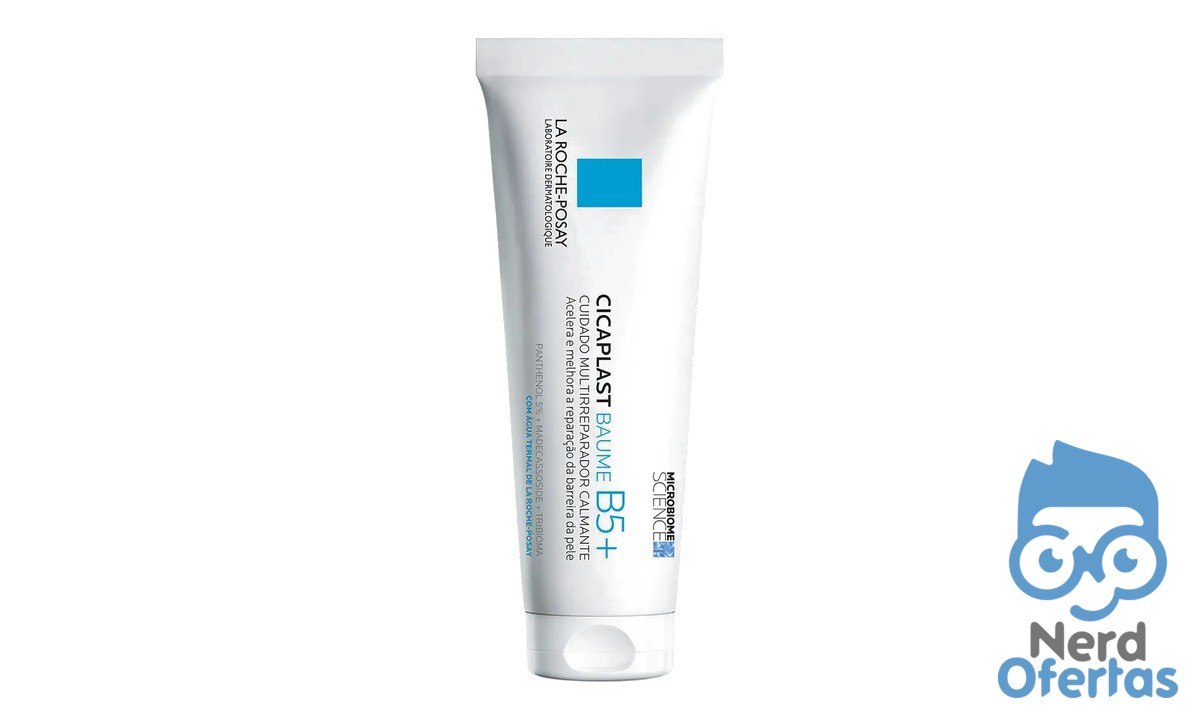 LA ROCHE-POSAY
LABORATOIRE DERMATOLOGIQUE
CICAPLAST BAUME B5+
CUIDADO MULTIRREPARADOR CALMANTE
Acelera e melhora a reparação da barreira da pele
PANTHENOL 5% + MADECASSOSIDE + TRIBIOMA
COM ÁGUA TERMAL DE LA ROCHE-POSAY
MICROBIOME
SCIENCE
Nerd
Ofertas